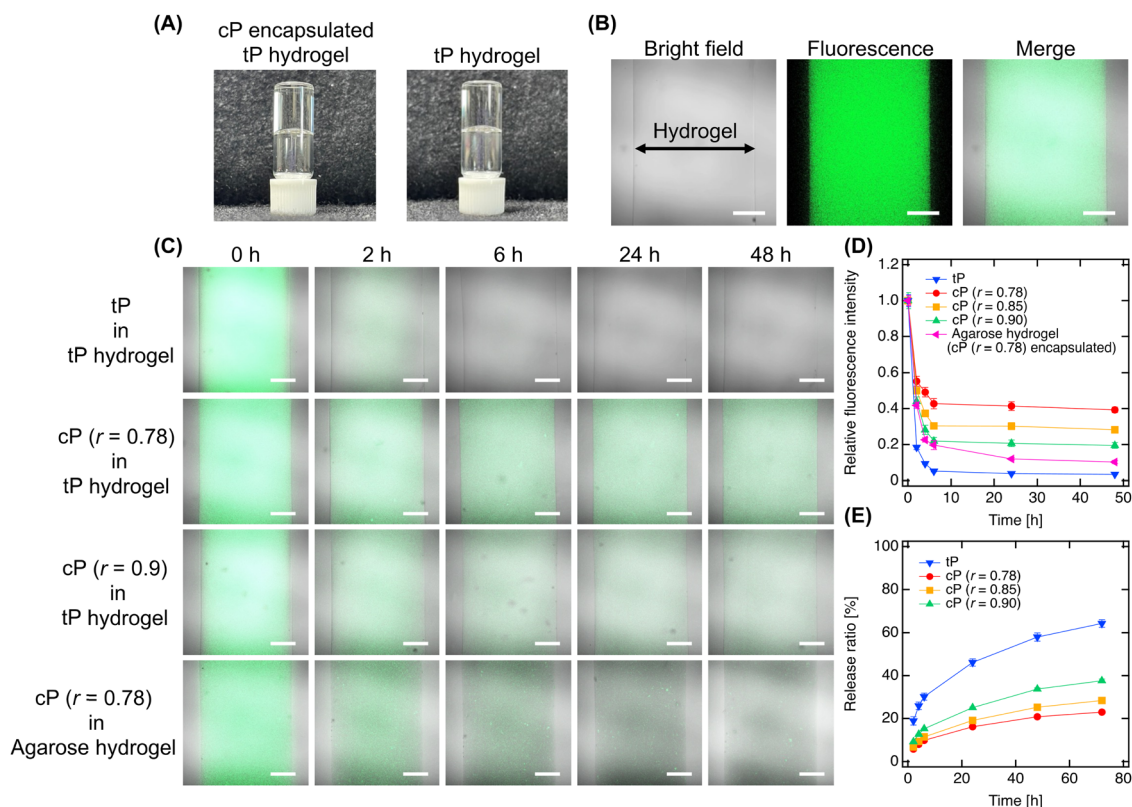 (A)
cP encapsulated
tP hydrogel
tP hydrogel
(B)
Bright field
Fluorescence
Merge
Hydrogel
(C)
0 h
2 h
6 h
24 h
48 h
tP
in
tP hydrogel
cP (r = 0.78)
in
tP hydrogel
cP (r = 0.9)
in
tP hydrogel
cP (r = 0.78)
in
Agarose hydrogel
(D)
Relative fluorescence intensity
1.2
1.0
0.8
0.6
0.4
0.2
0
tP
cP (r = 0.78)
cP (r = 0.85)
cP (r = 0.90)
Agarose hydrogel
(cP (r = 0.78) encapsulated)
0 10 20 30 40 50
Time [h]
(E)
Release ratio [%]
100
80
60
40
20
0
tP
cP (r = 0.78)
cP (r = 0.85)
cP (r = 0.90)
0 20 40 60 80
Time [h]